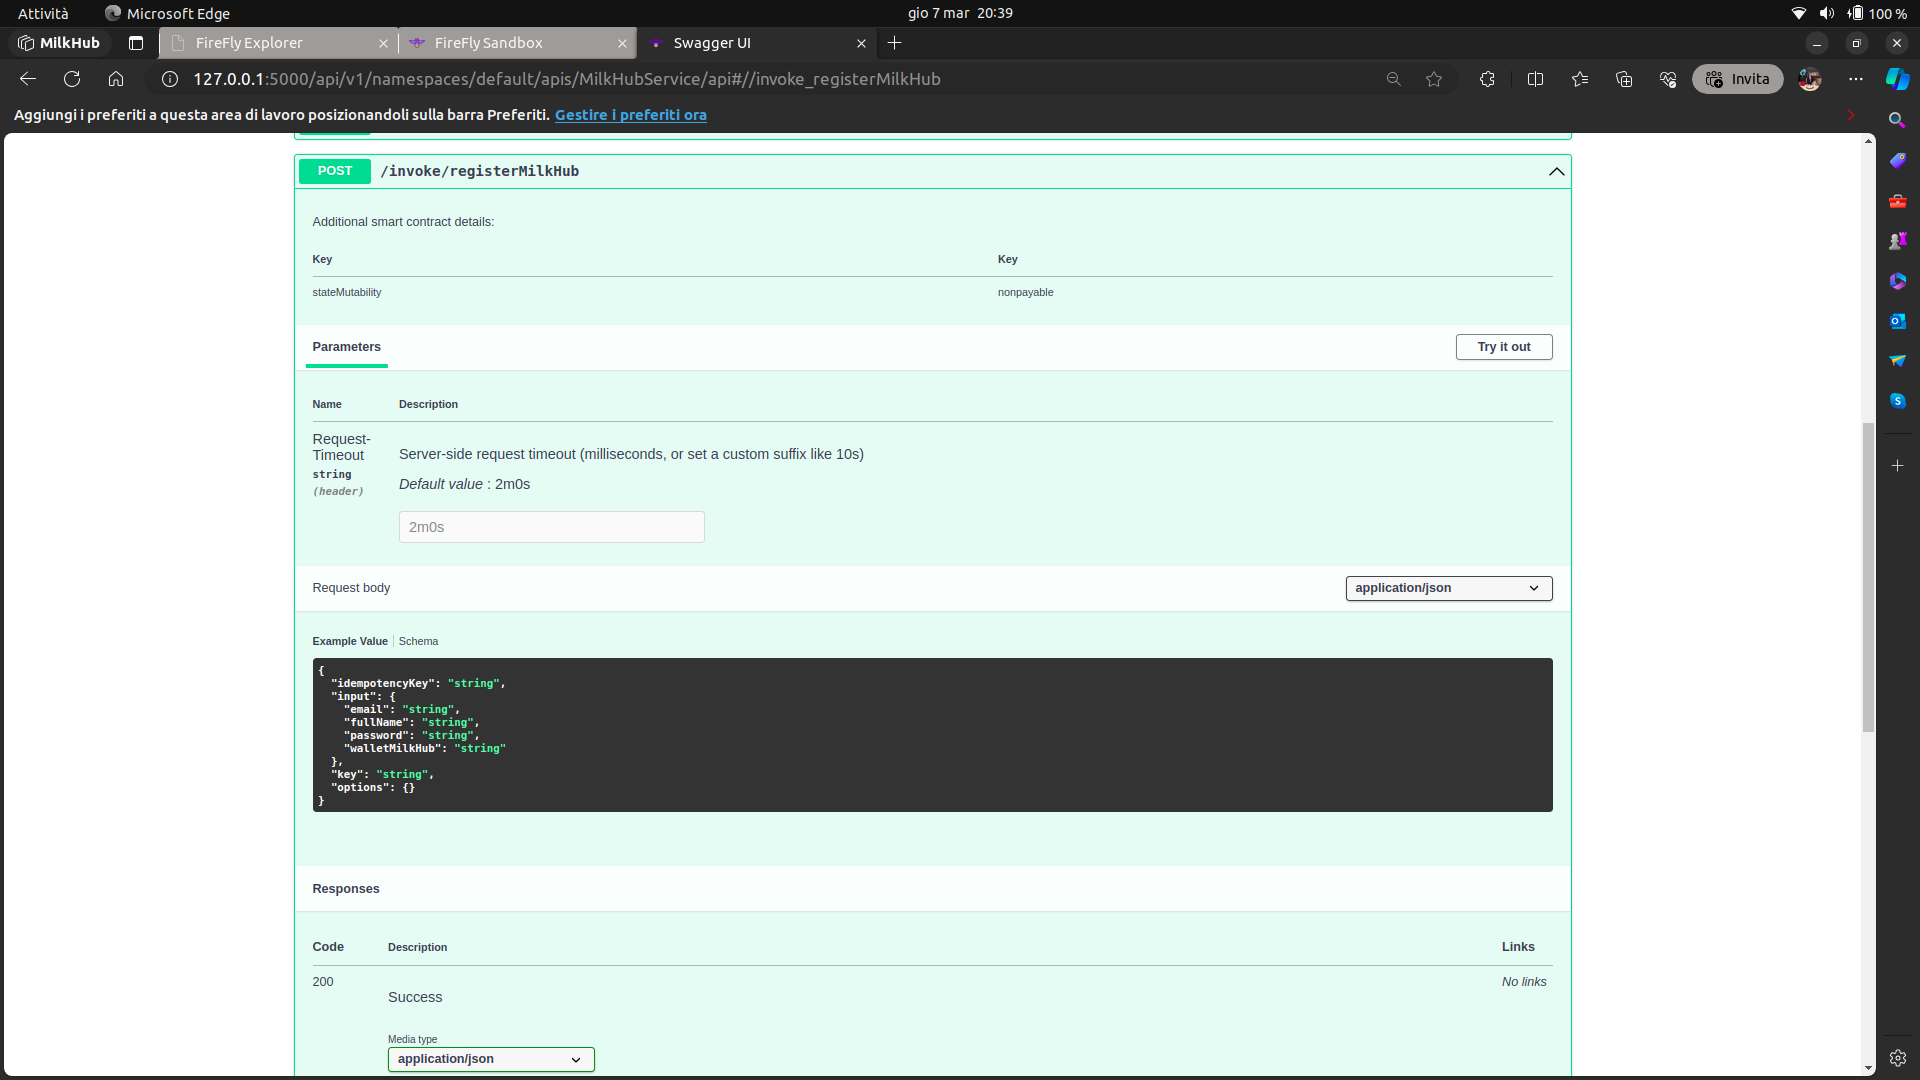 Attività
Microsoft Edge
gio 7 mar 20:39
100 %
MilkHub
FireFly Explorer
FireFly Sandbox
Swagger UI
127.0.0.1:5000/api/v1/namespaces/default/apis/MilkHubService/api#//invoke_registerMilkHub
Invita
Aggiungi i preferiti a questa area di lavoro posizionandoli sulla barra Preferiti. Gestire i preferiti ora
POST /invoke/registerMilkHub
Additional smart contract details:
Key Key
stateMutability nonpayable
Parameters
Try it out
Name Description
Request-
Timeout
string
(header)
Server-side request timeout (milliseconds, or set a custom suffix like 10s)
Default value : 2m0s
2m0s
Request body
application/json
Example Value Schema
{
"idempotencyKey": "string",
"input": {
"email": "string",
"fullName": "string",
"password": "string",
"walletMilkHub": "string"
},
"key": "string",
"options": {}
}
Responses
Code Description Links
200
Success
No links
Media type
application/json